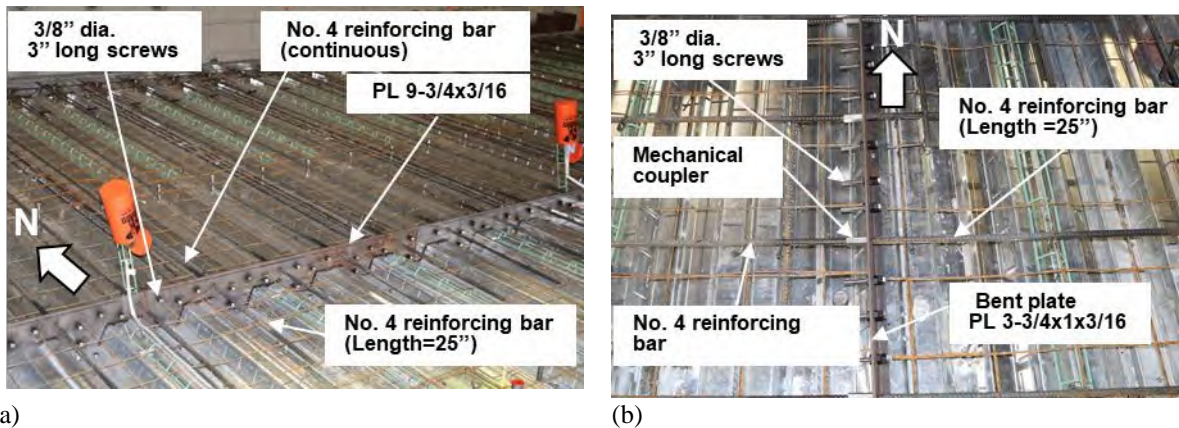 3/8” dia.
3” long screws
No. 4 reinforcing bar
(continuous)
PL 9-3/4x3/16
N
No. 4 reinforcing bar
(Length=25”)
a)
3/8” dia.
3” long screws
N
No. 4 reinforcing bar
(Length =25”)
Mechanical
coupler
No. 4 reinforcing
bar
Bent plate
PL 3-3/4x1x3/16
(b)